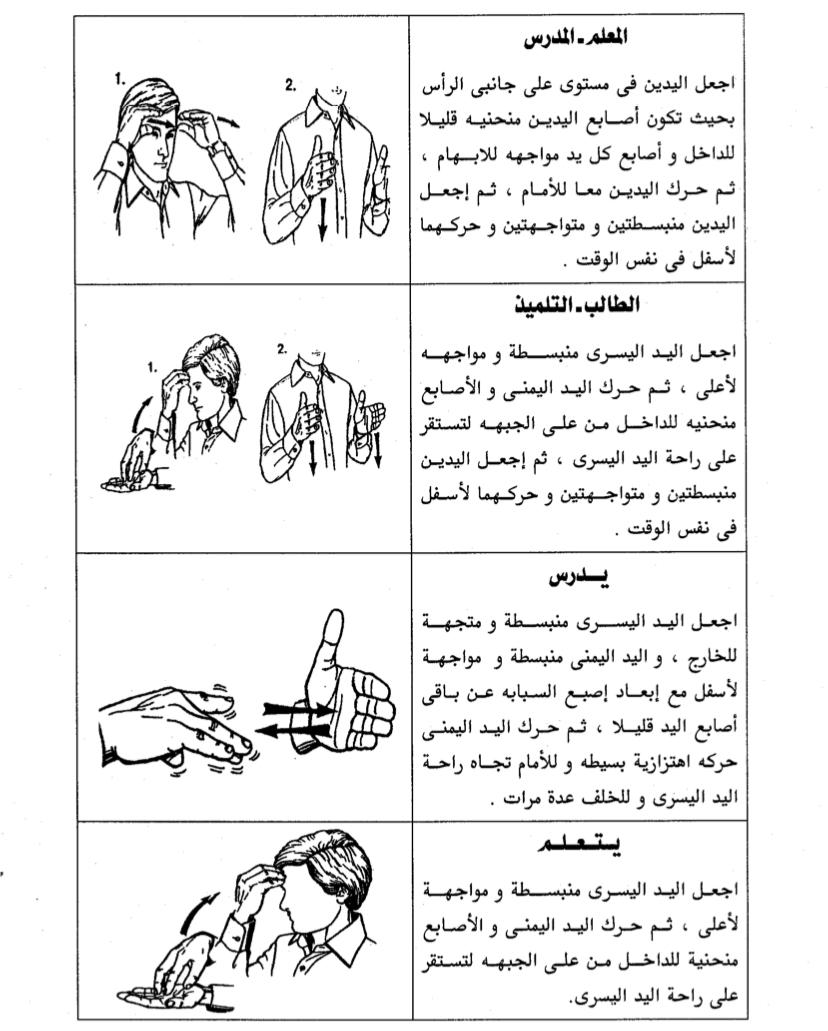 المعلم ـ المدرس
1.
2.
اجعل اليدين فى مستوى على جانبى الرأس
بحيث تكون أصابع اليدين منحنيه قليلا
للداخل و أصابع كل يد مواجهه للابهام ،
ثم حرك اليدين معا للأمام ، ثم إجعل
اليدين منبسطتين و متواجهتين و حركهما
لأسفل فى نفس الوقت .
الطالب ـ التلميذ
1.
2.
اجعل اليد اليسرى منبسطة و مواجهه
لأعلى ، ثم حرك اليد اليمنى و الأصابع
منحنيه للداخل من على الجبهه لتستقر
على راحة اليد اليسرى ، ثم إجعل اليدين
منبسطتين و متواجهتين و حركهما لأسفل
فى نفس الوقت .
يدرس
اجعل اليد اليسرى منبسطة و متجهة
للخارج ، و اليد اليمنى منبسطة و مواجهة
لأسفل مع إبعاد إصبع السبابه عن باقى
أصابع اليد قليلا ، ثم حرك اليد اليمنى
حركه اهتزازية بسيطه و للأمام تجاه راحة
اليد اليسرى و للخلف عدة مرات .
يتعلم
اجعل اليد اليسرى منبسطة و مواجهة
لأعلى ، ثم حرك اليد اليمنى و الأصابع
منحنية للداخل من على الجبهه لتستقر
على راحة اليد اليسرى.